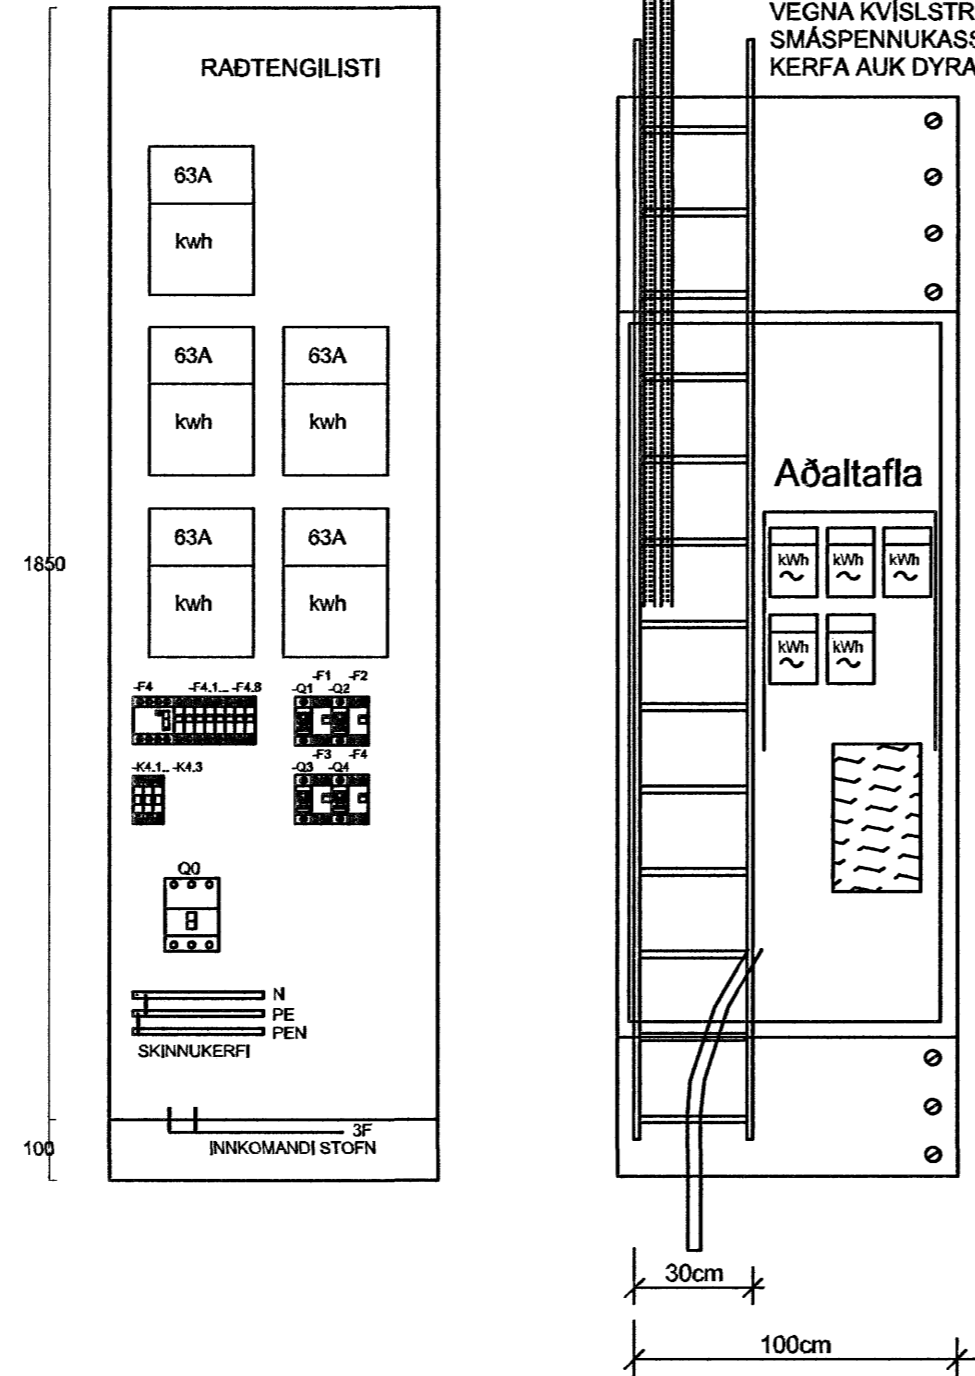 RAÐTENGILISTI
63A
kwh
63A 63A
kwh kwh
63A 63A
kwh kwh
1850
-F4 -F4.1... -F4.8
-F1 -F2
-Q1 -Q2
-K4.1... -K4.3
-F3 -F4
-Q3 -Q4
Q0
N
PE
PEN
SKINNUKERFI
3F
INNKOMANDI STOFN
100
VEGNA KVÍSLSTR
SMÁSPENNUKASS
KERFA AUK DYRA
Aðaltafla
kWh kWh kWh
kWh kWh
30cm
100cm